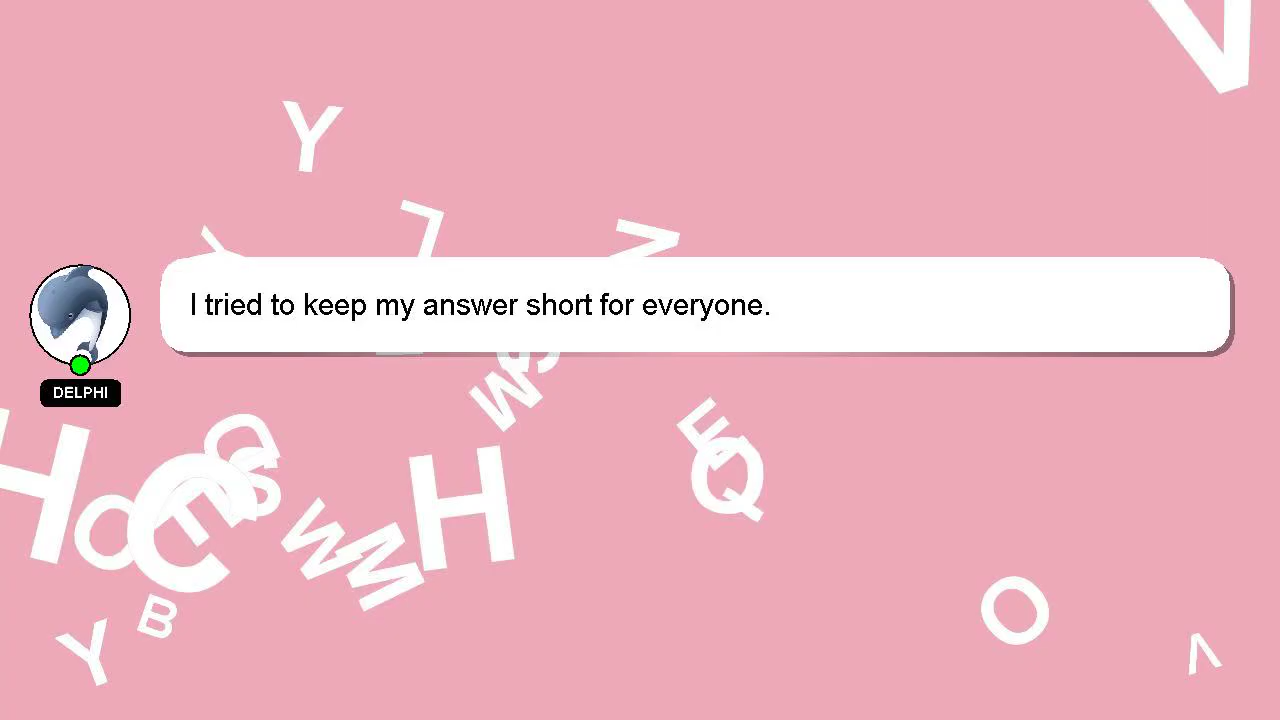 I tried to keep my answer short for everyone.
DELPHI
V
Y
L
Y
Z
S
W
E
Q
H
O
C
T
D
S
W
M
H
B
Y
O
V